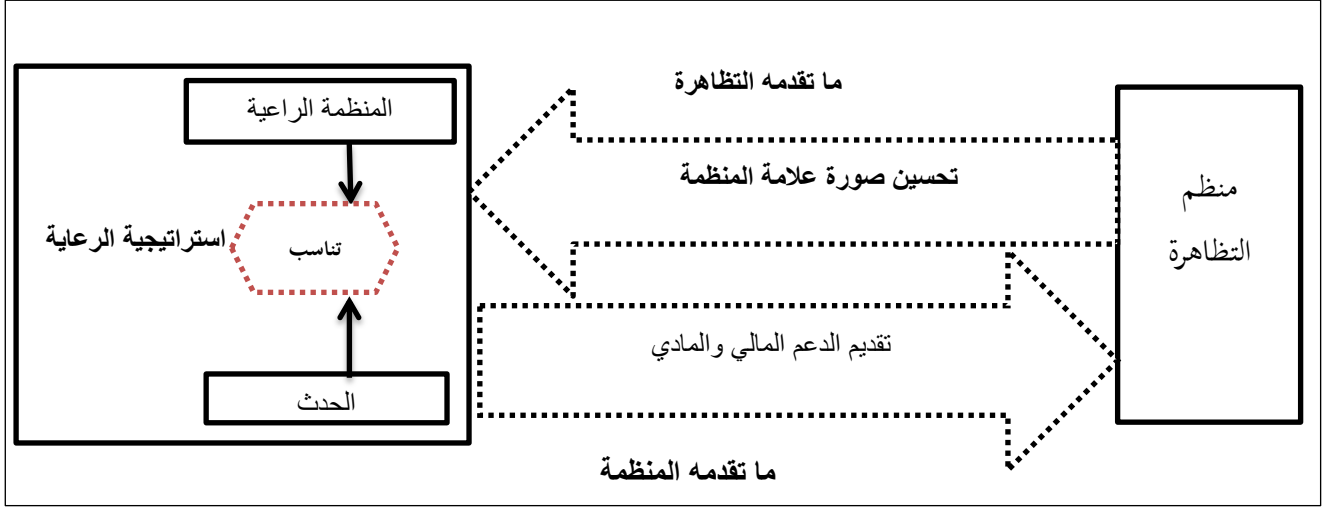 ما تقدمه التظاهرة
المنظمة الراعية
تحسين صورة علامة المنظمة
منظم
التظاهرة
استراتيجية الرعاية
تناسب
تقديم الدعم المالي والمادي
الحدث
ما تقدمه المنظمة